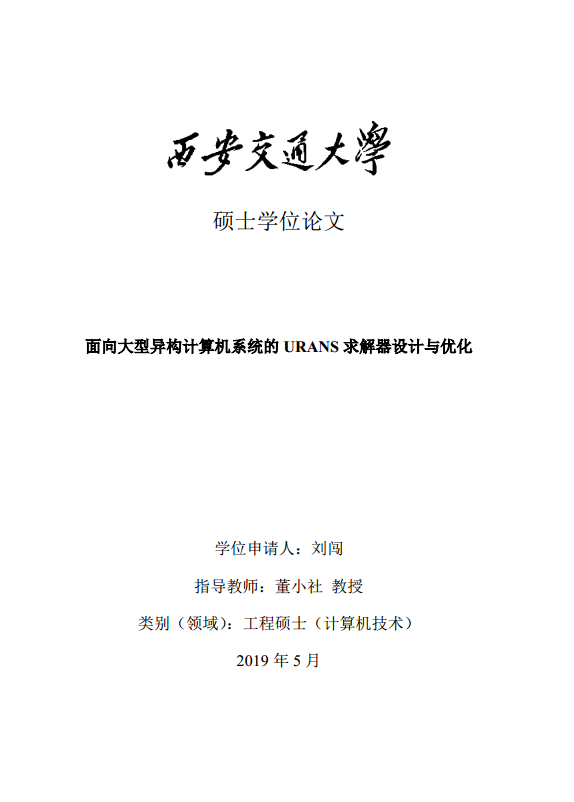 西安交通大學
硕士学位论文
面向大型异构计算机系统的 URANS 求解器设计与优化
学位申请人：刘闯
指导教师：董小社 教授
类别（领域）：工程硕士（计算机技术）
2019 年 5 月